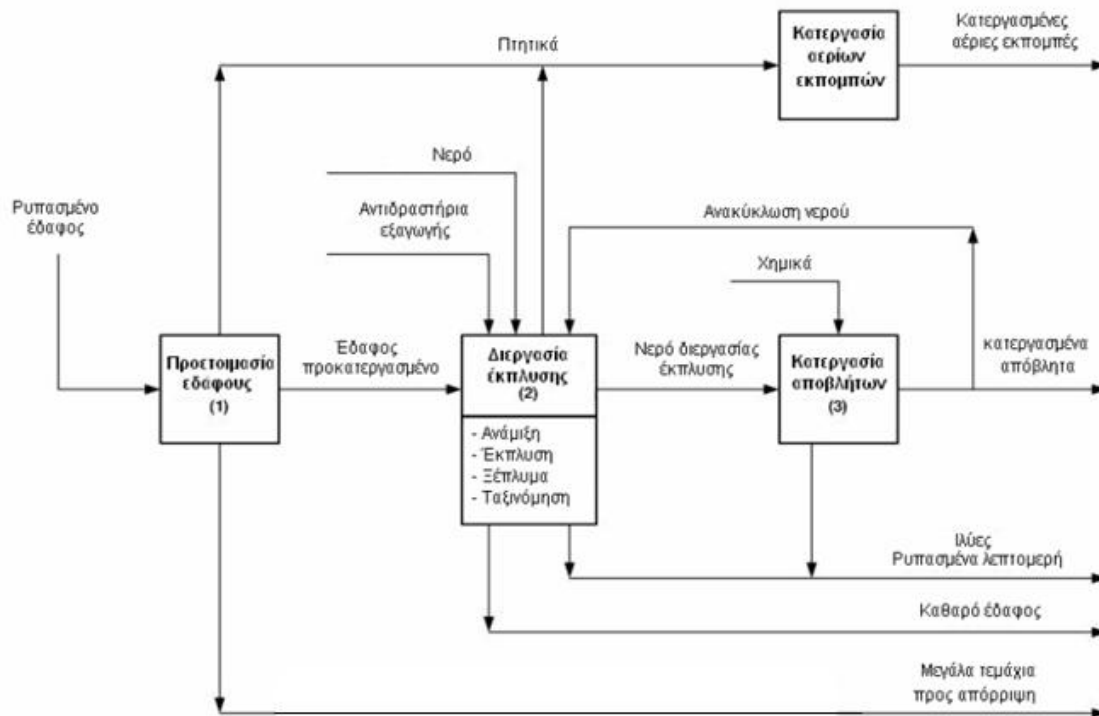 Πτητικά
Κατεργασία
αερίων
εκπομπών
Κατεργασμένες
αέριες εκπομπές
Νερό
Ρυπασμένο
έδαφος
Αντιδραστήρια
εξαγωγής
Ανακύκλωση νερού
Χημικά
Προετοιμασία
εδάφους
(1)
Έδαφος
προκατεργασμένο
Διεργασία
έκπλυσης
(2)
- Ανάμιξη
- Έκπλυση
- Ξέπλυμα
- Ταξινόμηση
Νερό διεργασίας
έκπλυσης
Κατεργασία
αποβλήτων
(3)
κατεργασμένα
απόβλητα
Ιλύες
Ρυπασμένα λεπτομερή
Καθαρό έδαφος
Μεγάλα τεμάχια
προς απόρριψη